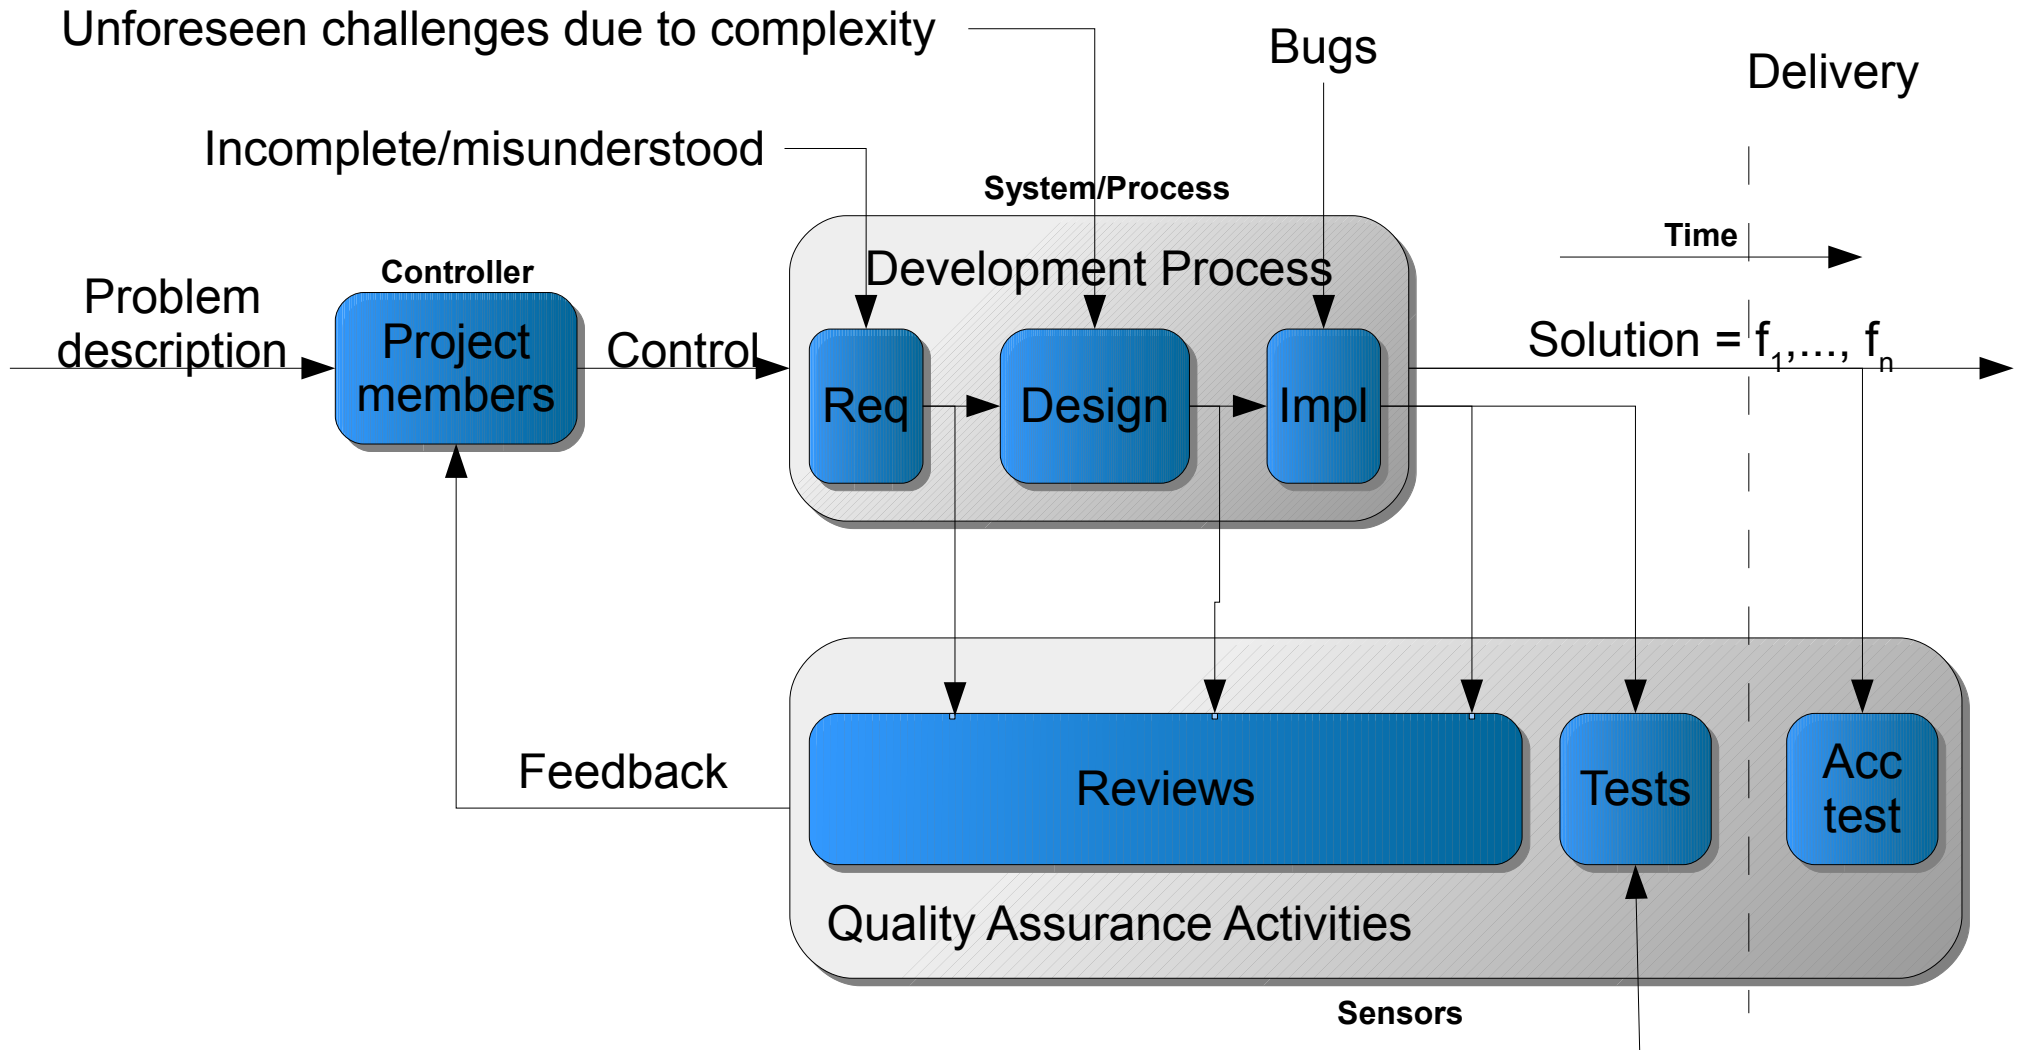 Unforeseen challenges due to complexity
Bugs
Delivery
Incomplete/misunderstood
System/Process
Time
Controller
Development Process
Problem
description
Project
members
Control
Solution = f1,..., fn
Req
Design
Impl
Feedback
Reviews
Tests
Acc
test
Quality Assurance Activities
Sensors